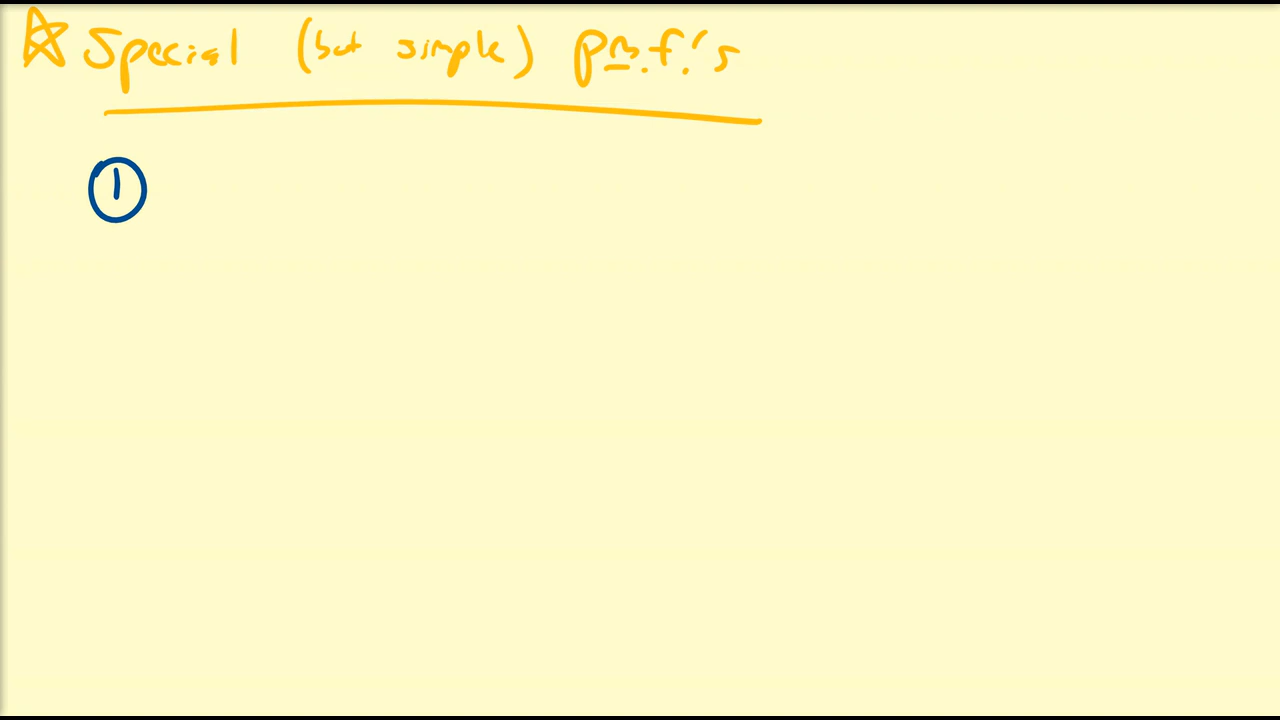 ☆ Special (but simple) p.m.f.'s
①